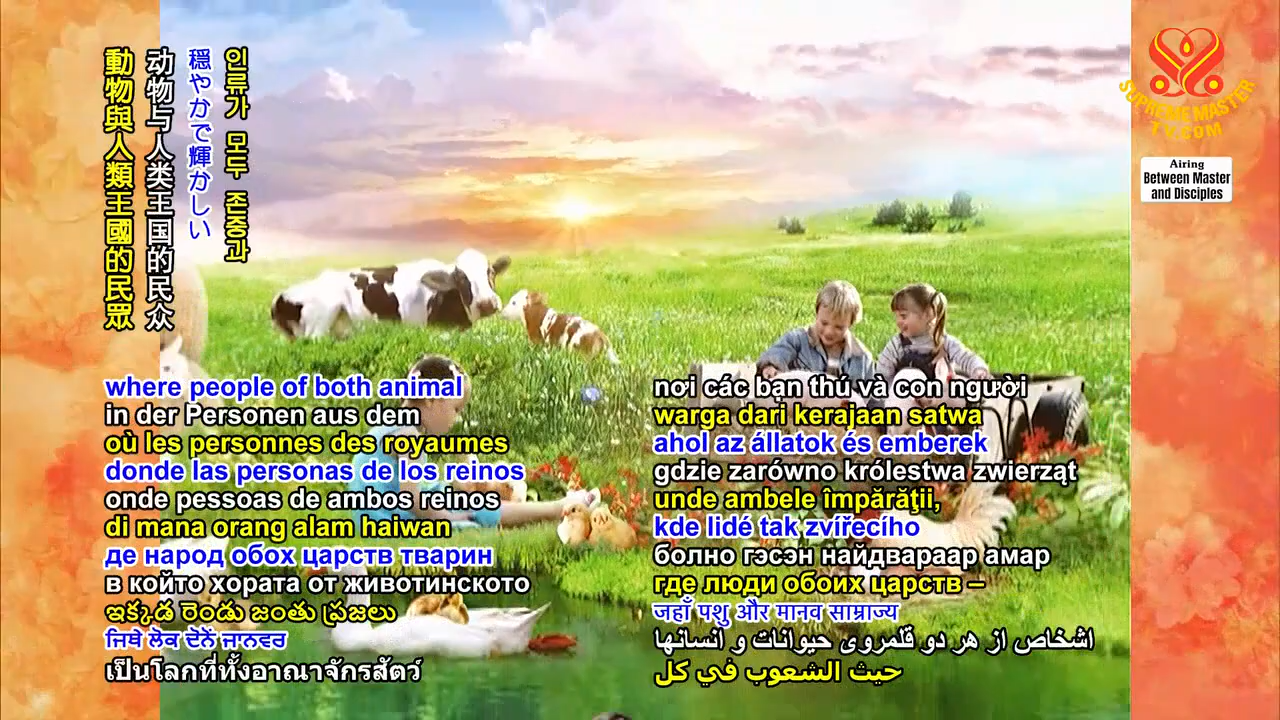 動物與人類王國的民眾
动物与人类王国的民众
穏やかで輝かしい
인류가 모두 존중과
SUPREME MASTER
TV.COM
Airing
Between Master
and Disciples
where people of both animal
in der Personen aus dem
où les personnes des royaumes
donde las personas de los reinos
onde pessoas de ambos reinos
di mana orang alam haiwan
де народ обох царств тварин
в който хората от животинското
ఇక్కడ రెండు జంతు ప్రజలు
ਜਿਥੇ ਲੋਕ ਦੋਨੋਂ ਜਾਨਵਰ
เป็นโลกที่ทั้งอาณาจักรสัตว์
nơi các bạn thú và con người
warga dari kerajaan satwa
ahol az állatok és emberek
gdzie zarówno królestwa zwierząt
unde ambele împărăţii,
kde lidé tak zvířecího
болно гэсэн найдвараар амар
где люди обоих царств –
जहाँ पशु और मानव साम्राज्य
اشخاص از هر دو قلمروی حیوانات و انسانها
حيث الشعوب في كل